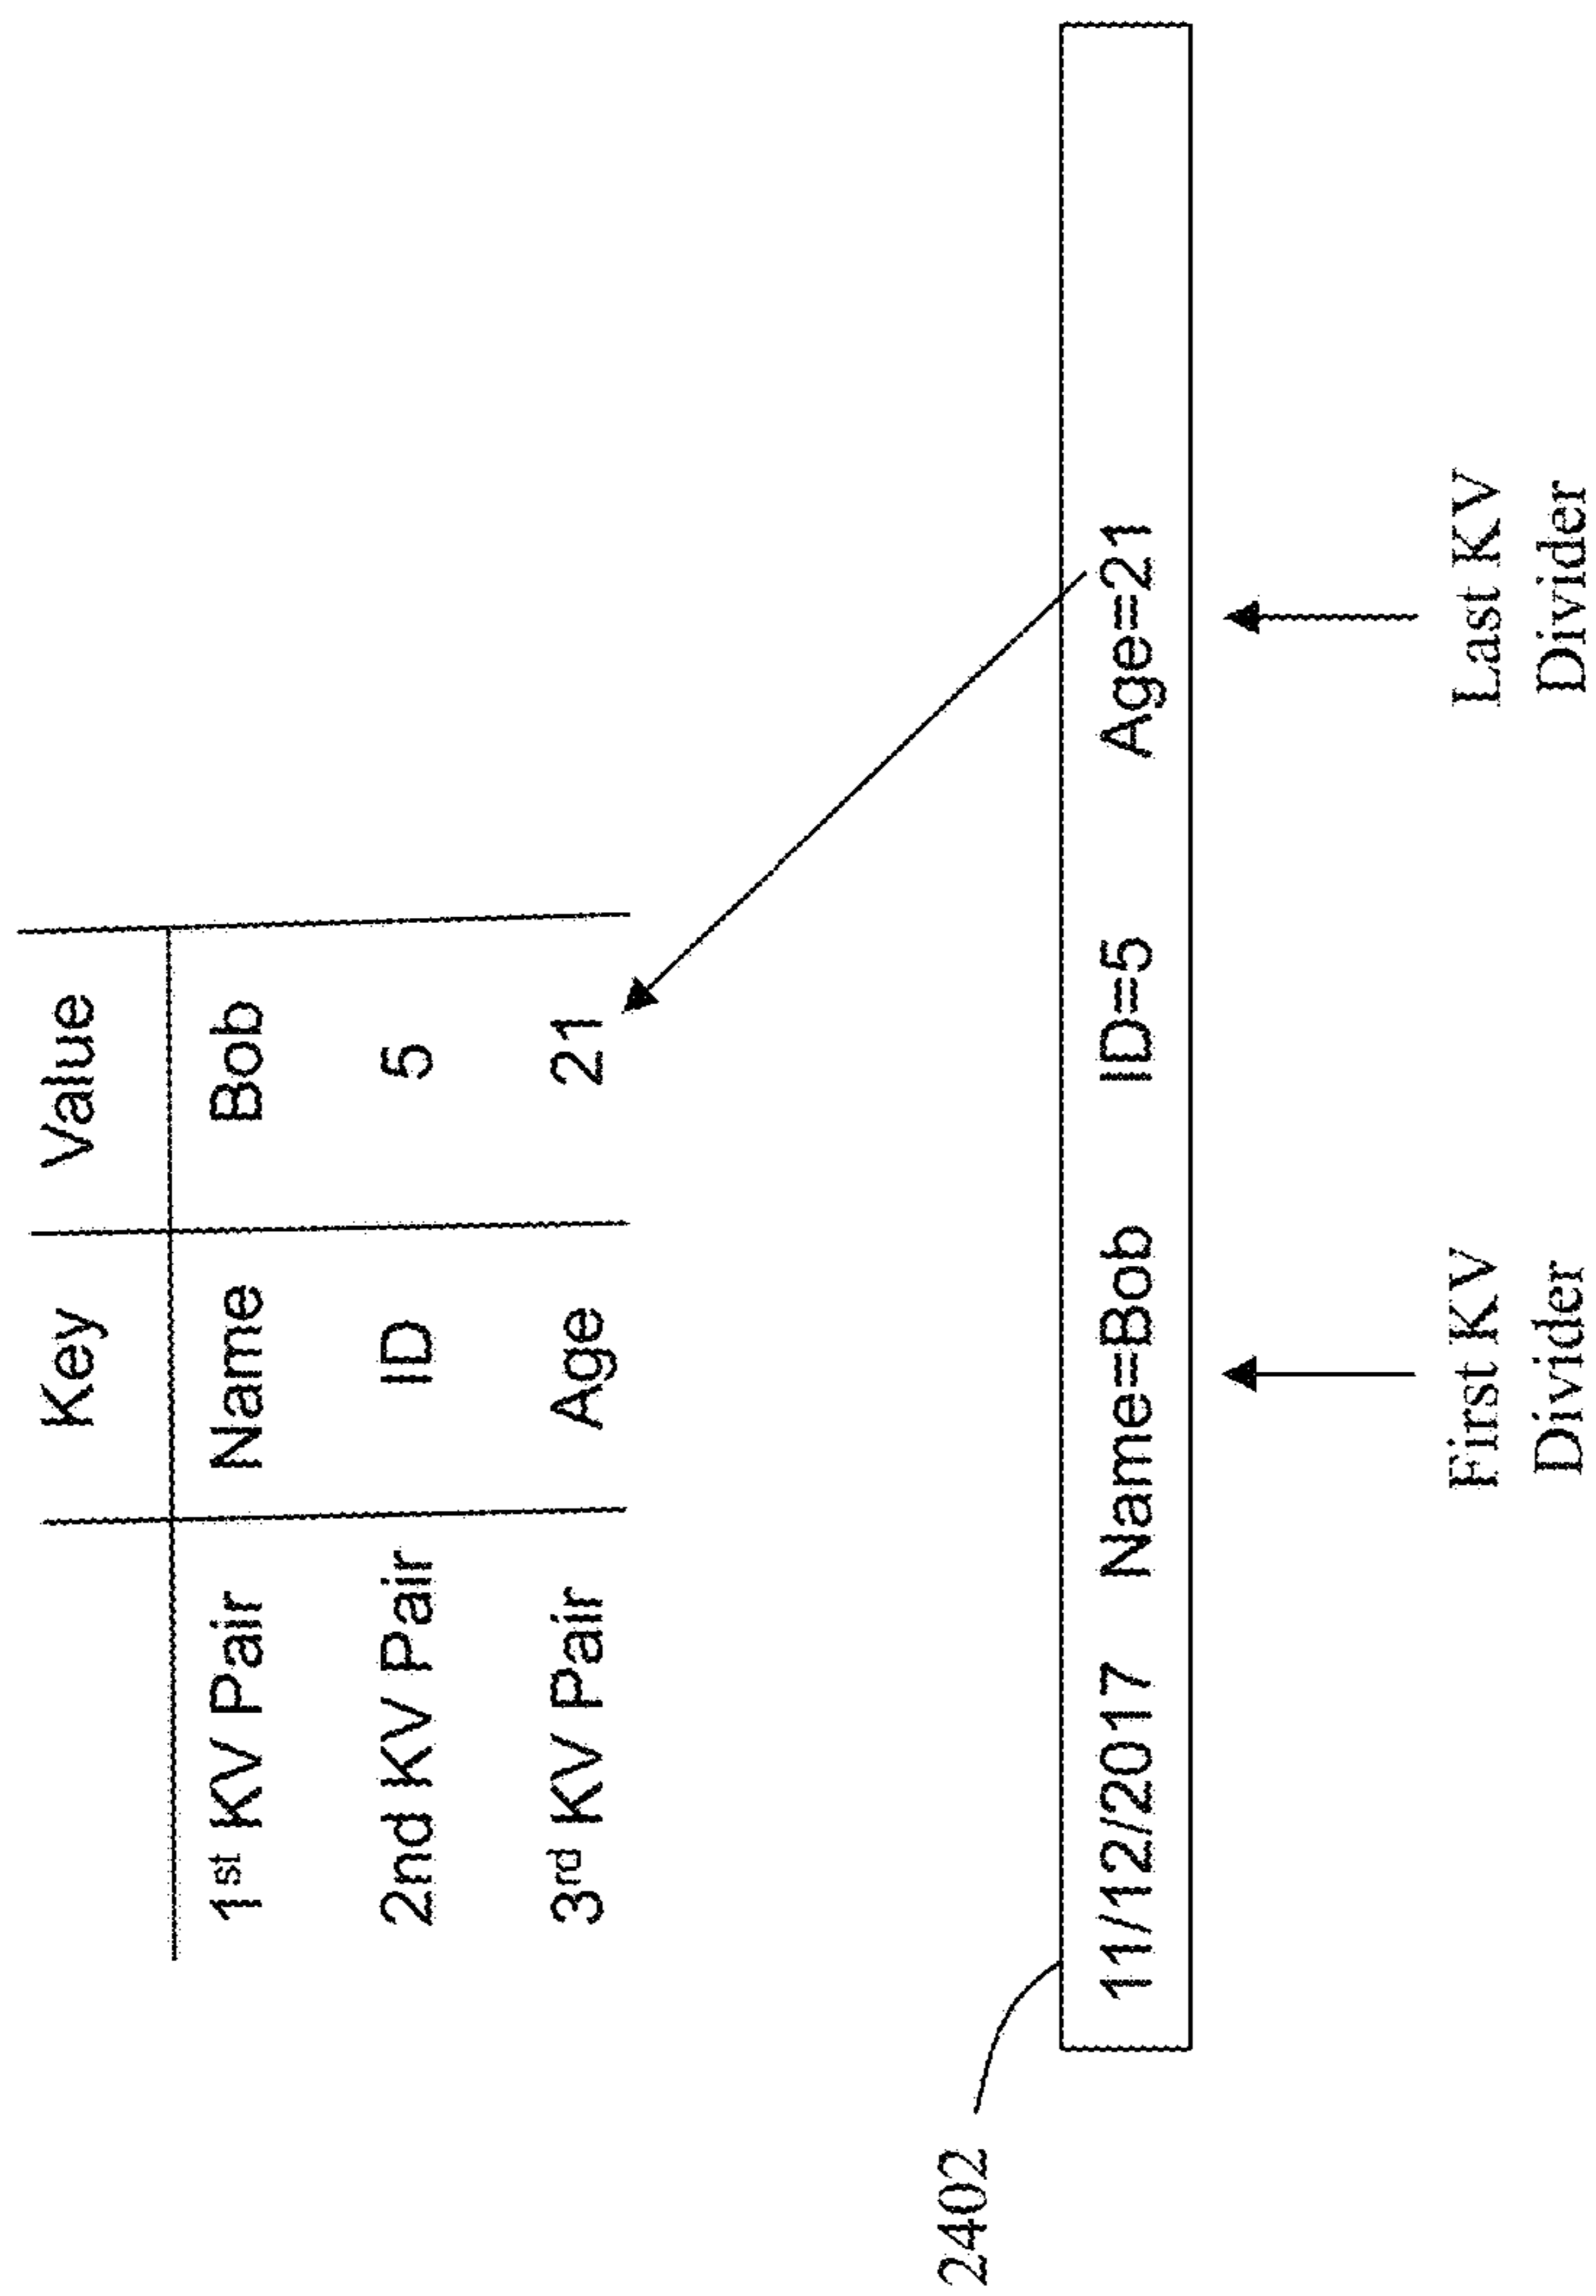 Key Value
1st KV Pair Name Bob
2nd KV Pair ID 5
3rd KV Pair Age 21
2402
11/12/2017 Name=Bob ID=5 Age=21
First KV Last KV
Divider Divider